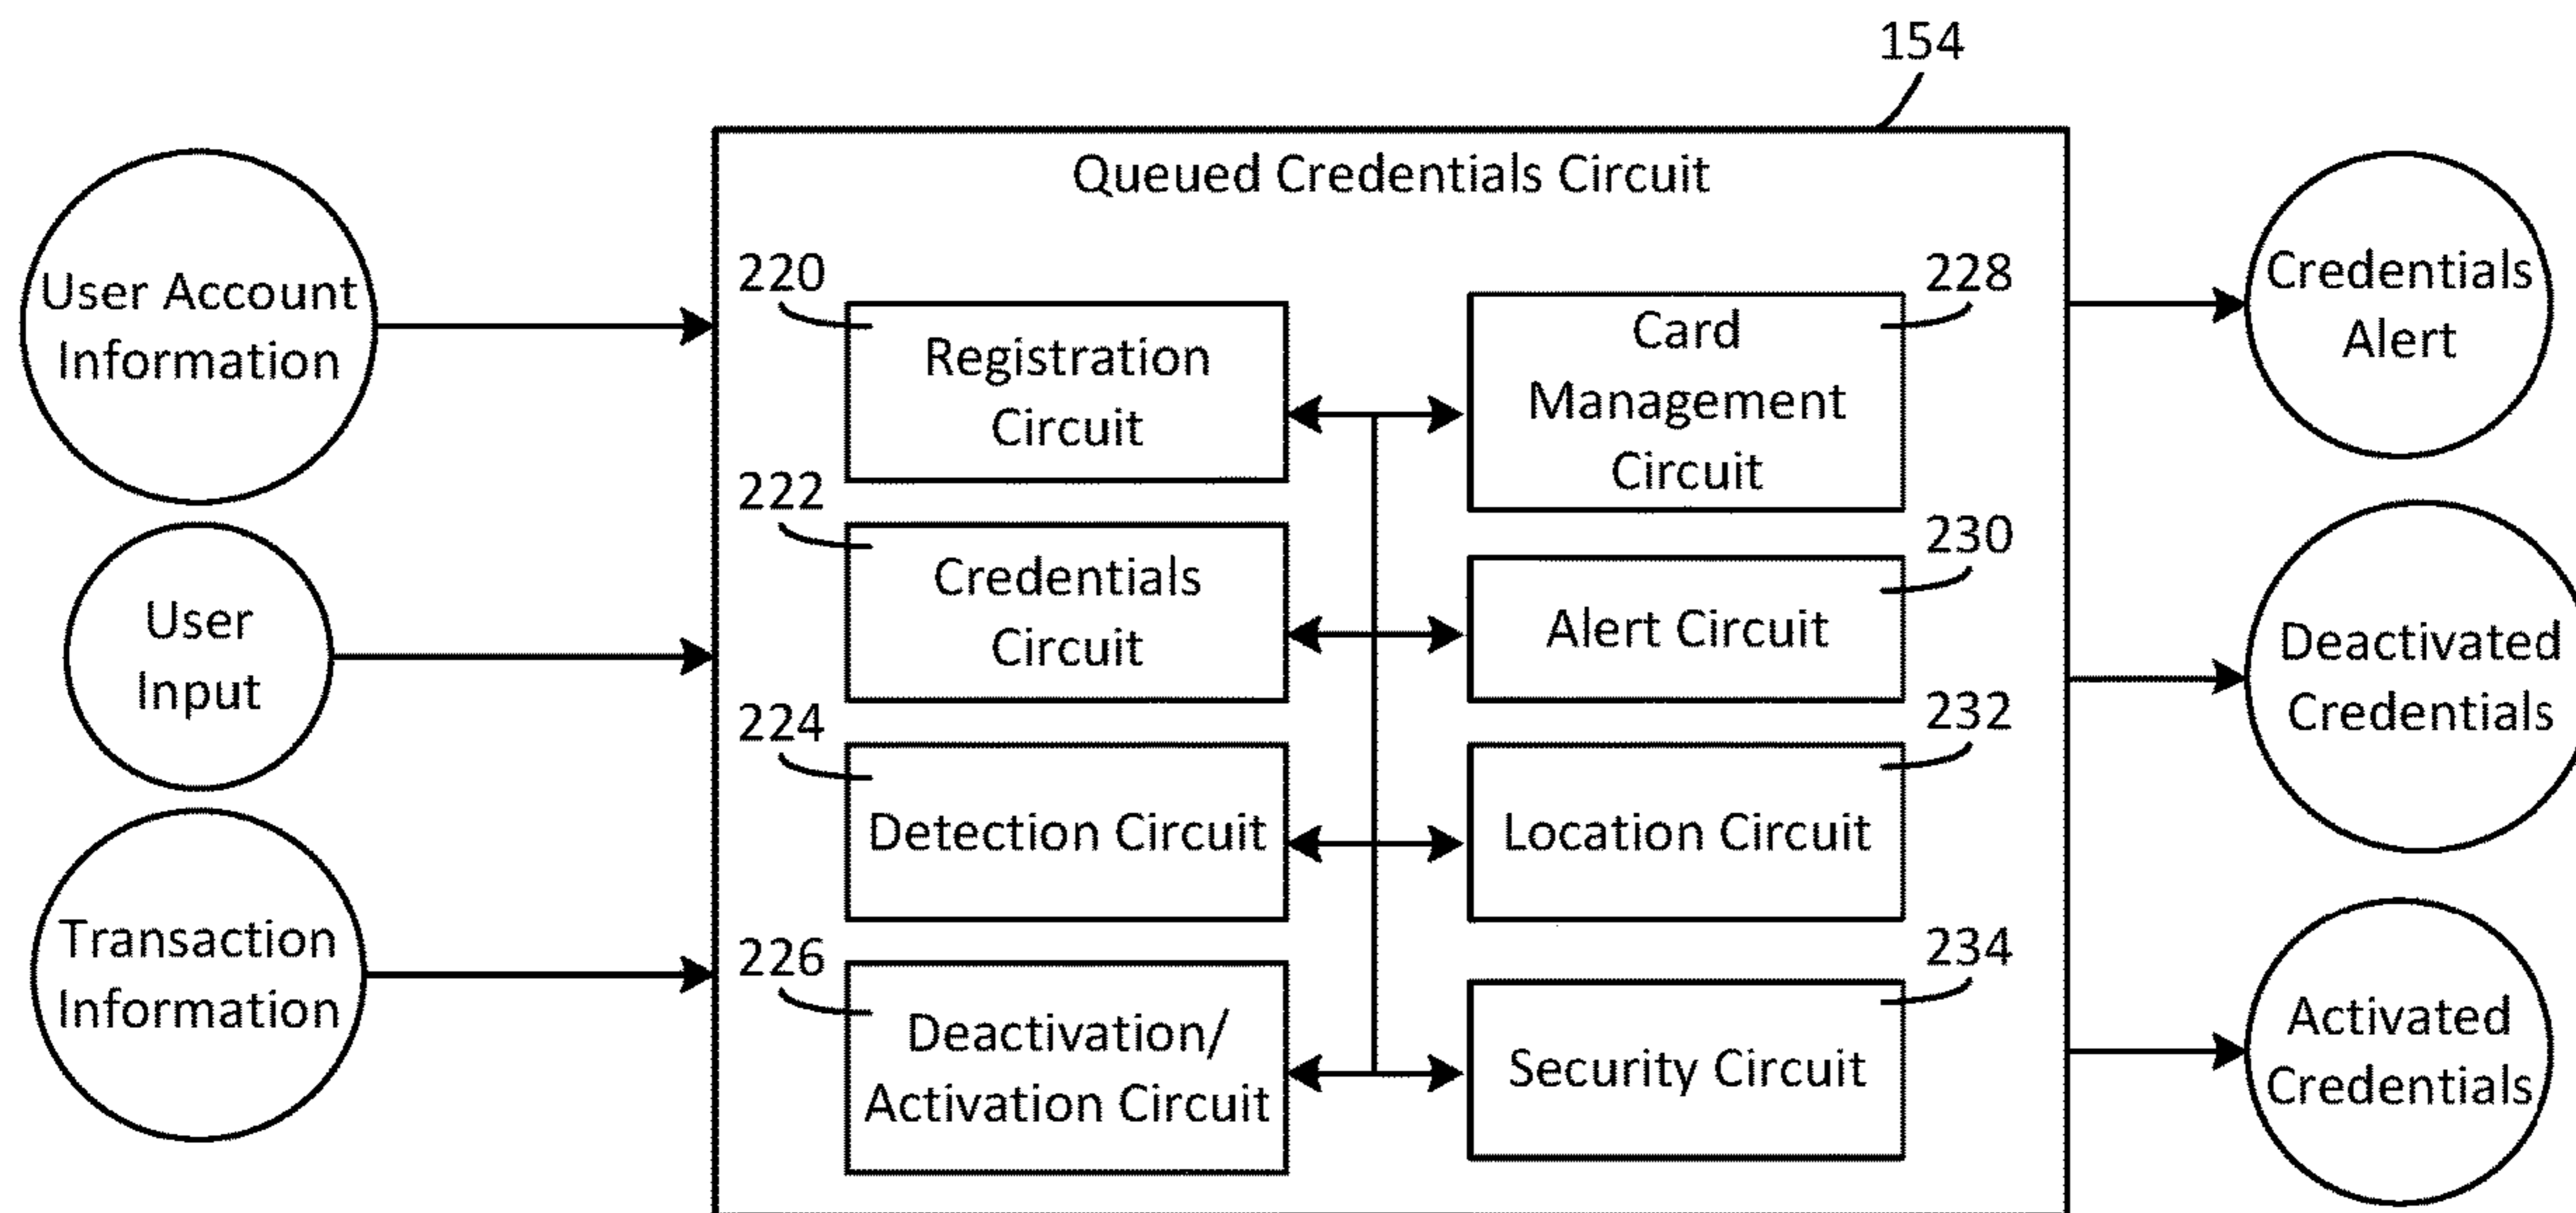 154
Queued Credentials Circuit
User Account
Information
User
Input
Transaction
Information
220
Registration
Circuit
222
Credentials
Circuit
224
Detection Circuit
226
Deactivation/
Activation Circuit
228
Card
Management
Circuit
230
Alert Circuit
232
Location Circuit
234
Security Circuit
Credentials
Alert
Deactivated
Credentials
Activated
Credentials